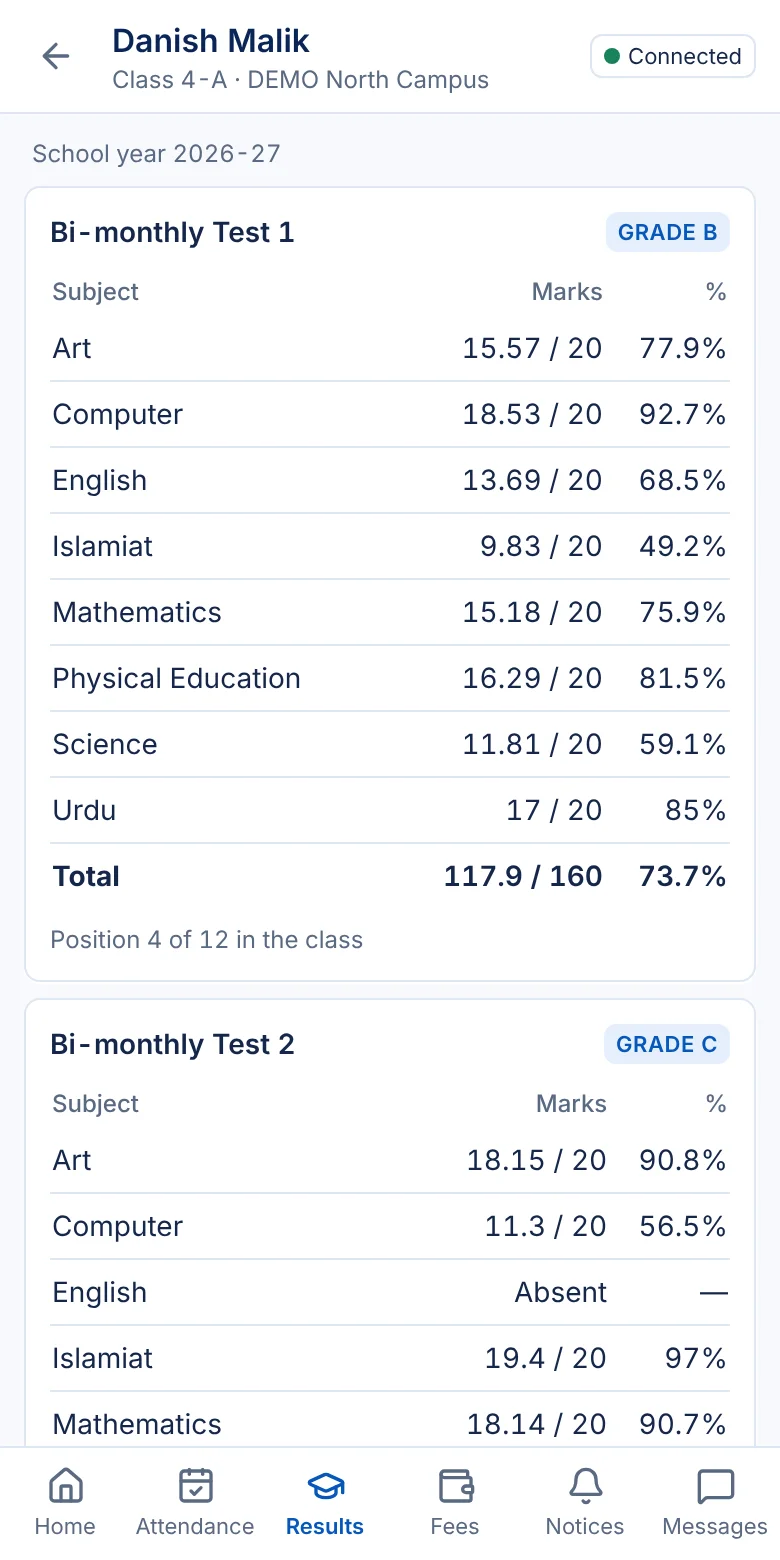 Danish Malik
Class 4-A · DEMO North Campus
Connected
School year 2026-27
Bi-monthly Test 1 GRADE B
Subject Marks %
Art 15.57 / 20 77.9%
Computer 18.53 / 20 92.7%
English 13.69 / 20 68.5%
Islamiat 9.83 / 20 49.2%
Mathematics 15.18 / 20 75.9%
Physical Education 16.29 / 20 81.5%
Science 11.81 / 20 59.1%
Urdu 17 / 20 85%
Total 117.9 / 160 73.7%
Position 4 of 12 in the class
Bi-monthly Test 2 GRADE C
Subject Marks %
Art 18.15 / 20 90.8%
Computer 11.3 / 20 56.5%
English Absent —
Islamiat 19.4 / 20 97%
Mathematics 18.14 / 20 90.7%
Home Attendance Results Fees Notices Messages